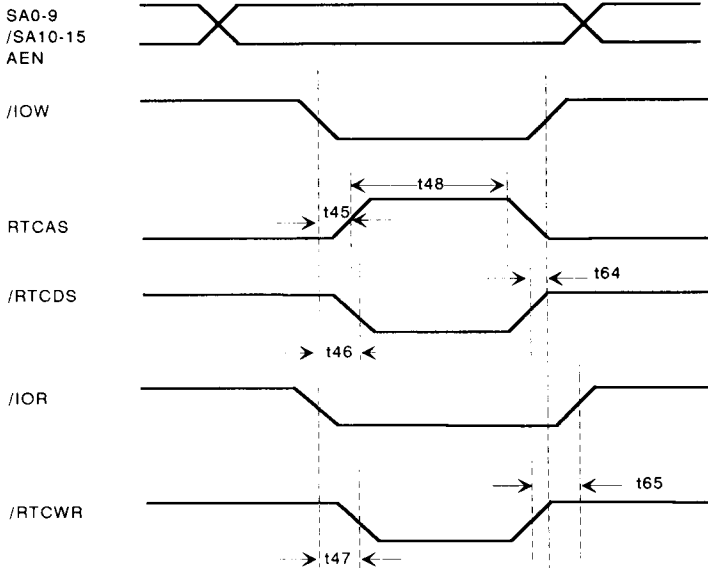 SA0-9
/SA10-15
AEN
/IOW
t48
t45
RTCAS
t64
/RTCDS
t46
/IOR
t65
/RTCWR
t47